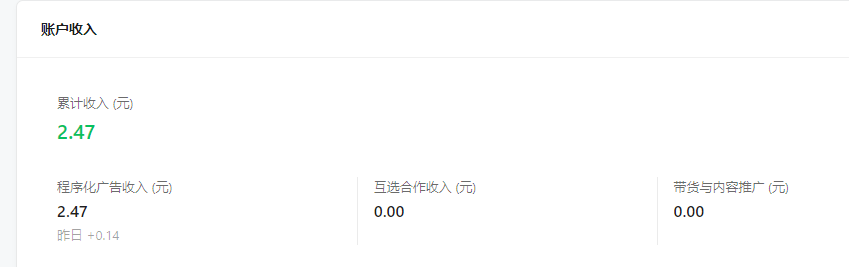 账户收入
累计收入 (元)
2.47
程序化广告收入 (元)
2.47
昨日 +0.14
互选合作收入 (元)
0.00
带货与内容推广 (元)
0.00